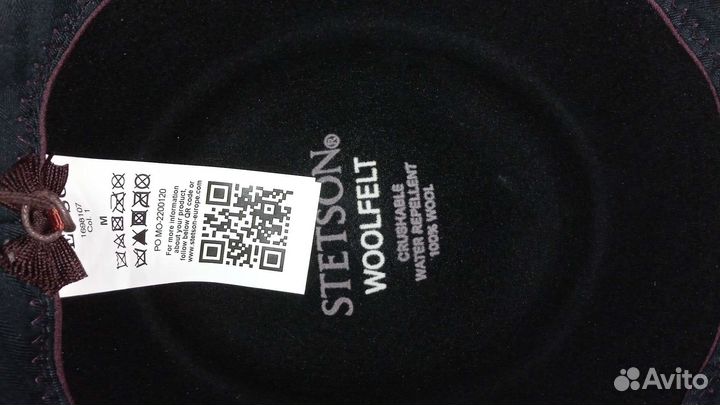 STETSON®
WOOLFELT
CRUSHABLE
WATER REPELLENT
100% WOOL
1698107
Col. 1
M
PO MO-2200120
For more information
about your product,
follow below QR code or
www.stetson-europe.com
Avito